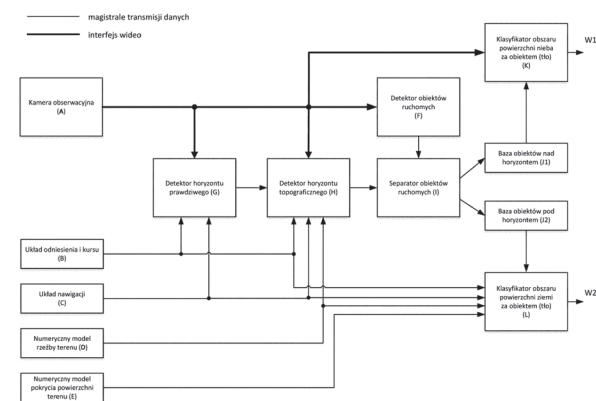 magistrale transmisji danych
interfejs wideo
Kamera obserwacyjna
(A)
Detektor obiektów
ruchomych
(F)
Klasyfikator obszaru
powierzchni nieba
za obiektem (tło)
(K)
W1
Detektor horyzontu
prawdziwego (G)
Detektor horyzontu
topograficznego (H)
Separator obiektów
ruchomych (I)
Baza obiektów nad
horyzontem (J1)
Baza obiektów pod
horyzontem (J2)
Układ odniesienia i kursu
(B)
Układ nawigacji
(C)
Numeryczny model
rzeźby terenu (D)
Numeryczny model
pokrycia powierzchni
terenu (E)
Klasyfikator obszaru
powierzchni ziemi
za obiektem (tło)
(L)
W2